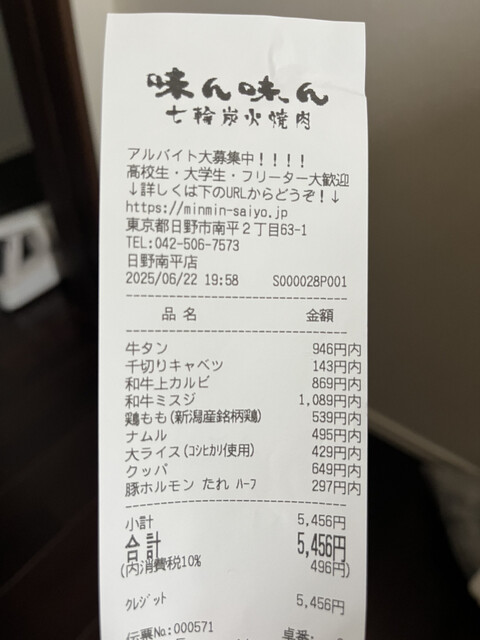 味ん味ん
七輪炭火焼肉
アルバイト大募集中！！！！
高校生・大学生・フリーター大歓迎
↓詳しくは下のURLからどうぞ！↓
https://minmin-saiyo.jp
東京都日野市南平２丁目63-1
TEL:042-506-7573
日野南平店
2025/06/22 19:58 S000028P001
品名 金額
牛タン 946円内
千切りキャベツ 143円内
和牛上カルビ 869円内
和牛ミスジ 1,089円内
鶏もも(新潟産銘柄鶏) 539円内
ナムル 495円内
大ライス(ｺｼﾋｶﾘ使用) 429円内
クッパ 649円内
豚ホルモン たれ ﾊｰﾌ 297円内
小計 5,456円
合計 5,456円
(内消費税10% 496円)
ｸﾚｼﾞｯﾄ 5,456円
伝票No:000571 卓番: